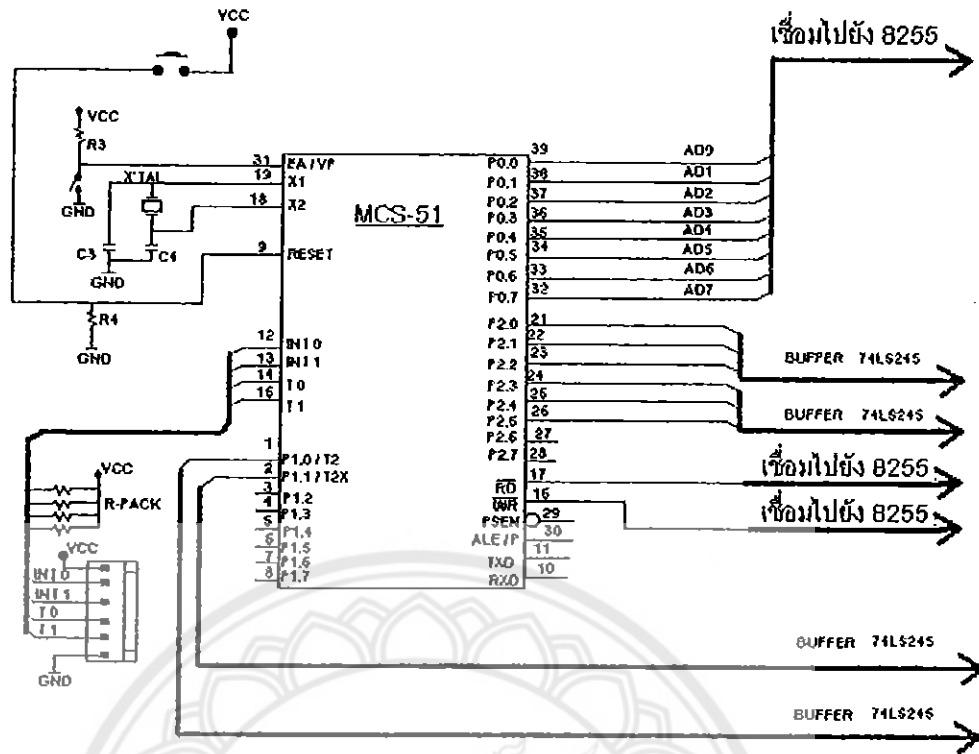 VCC
เชื่อมไปยัง 8255
VCC
R3
GND
X'TAL
C3
C4
GND
R4
GND
31
19
18
9
12
13
14
15
1
2
3
4
5
6
7
8
EA/VP
X1
X2
RESET
INT0
INT1
T0
T1
P1.0/T2
P1.1/T2X
P1.2
P1.3
P1.4
P1.5
P1.6
P1.7
MCS-51
P0.0
P0.1
P0.2
P0.3
P0.4
P0.5
P0.6
P0.7
P2.0
P2.1
P2.2
P2.3
P2.4
P2.5
P2.6
P2.7
RD
WR
PSEN
ALE/P
TXD
RXD
39
38
37
36
35
34
33
32
21
22
23
24
25
26
27
28
17
16
29
30
11
10
AD0
AD1
AD2
AD3
AD4
AD5
AD6
AD7
BUFFER 74LS245
BUFFER 74LS245
เชื่อมไปยัง 8255
เชื่อมไปยัง 8255
VCC
R-PACK
VCC
INT0
INT1
T0
T1
GND
BUFFER 74LS245
BUFFER 74LS245